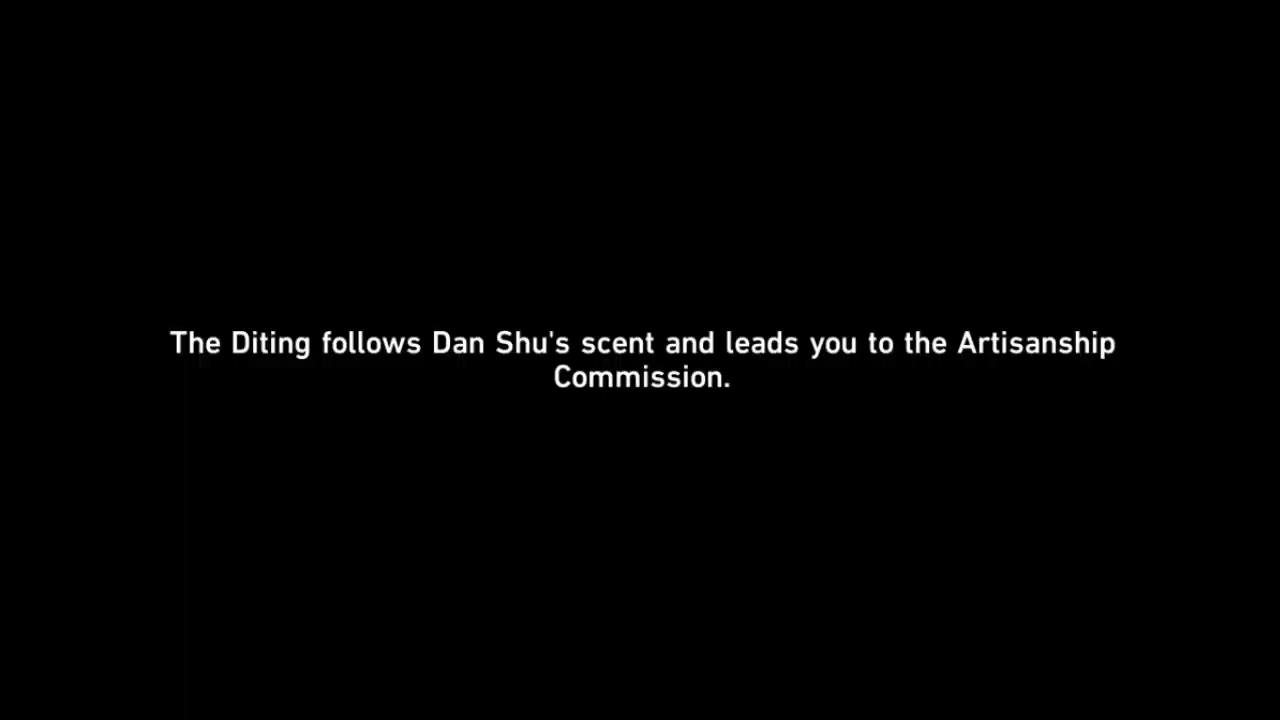 The Diting follows Dan Shu's scent and leads you to the Artisanship
Commission.